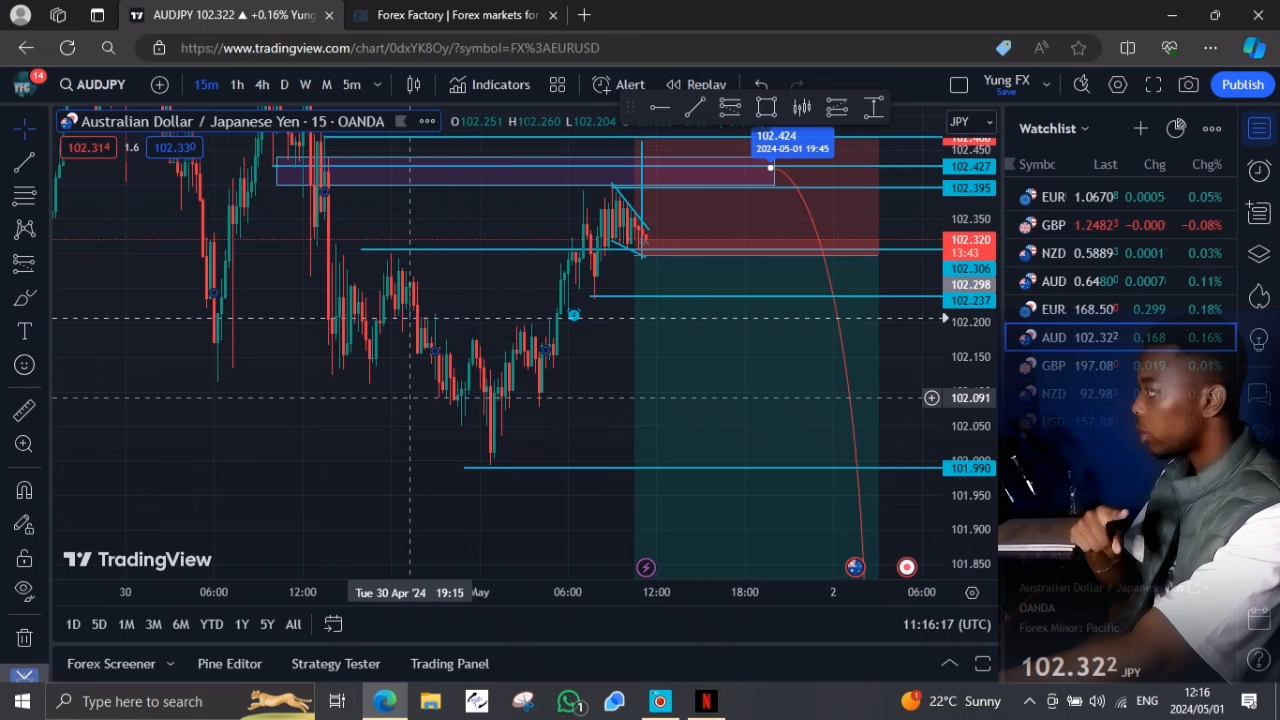 AUDJPY 102.322 ▲ +0.16% Yung
Forex Factory | Forex markets for
https://www.tradingview.com/chart/0dxYK8Oy/?symbol=FX%3AEURUSD
14
AUDJPY
15m 1h 4h D W M 5m
Indicators
Alert
Replay
Yung FX
Save
Publish
Australian Dollar / Japanese Yen · 15 · OANDA
O102.251 H102.260 L102.204
JPY
102.314 1.6 102.330
102.424
2024-05-01 19:45
102.450
102.427
102.395
102.350
102.320
13:43
102.306
102.298
102.237
102.200
102.150
102.091
102.050
101.990
101.950
101.900
101.850
TradingView
30 06:00 12:00 Tue 30 Apr '24 19:15 May 06:00 12:00 18:00 2 06:00
1D 5D 1M 3M 6M YTD 1Y 5Y All
11:16:17 (UTC)
Forex Screener Pine Editor Strategy Tester Trading Panel
Watchlist
Symbc Last Chg Chg%
EUR 1.06708 0.0005 0.05%
GBP 1.24823 -0.000 -0.08%
NZD 0.5889 0.0001 0.03%
AUD 0.6480 0.0007 0.11%
EUR 168.50 0.299 0.18%
AUD 102.322 0.168 0.16%
GBP 197.08 0.019 0.01%
NZD 92.98
USD 157.88
Australian Dollar / Japanese Yen
OANDA
Forex Minor: Pacific
102.322 JPY
Type here to search
1
22°C Sunny
ENG
12:16
2024/05/01